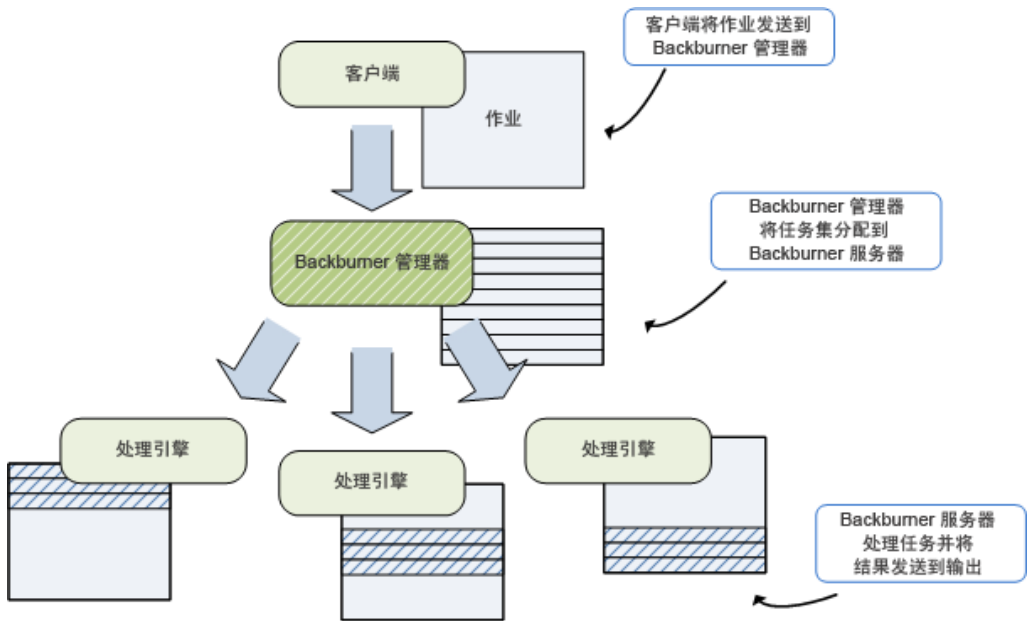 客户端
作业
客户端将作业发送到
Backburner 管理器
Backburner 管理器
Backburner 管理器
将任务集分配到
Backburner 服务器
处理引擎
处理引擎
处理引擎
Backburner 服务器
处理任务并将
结果发送到输出